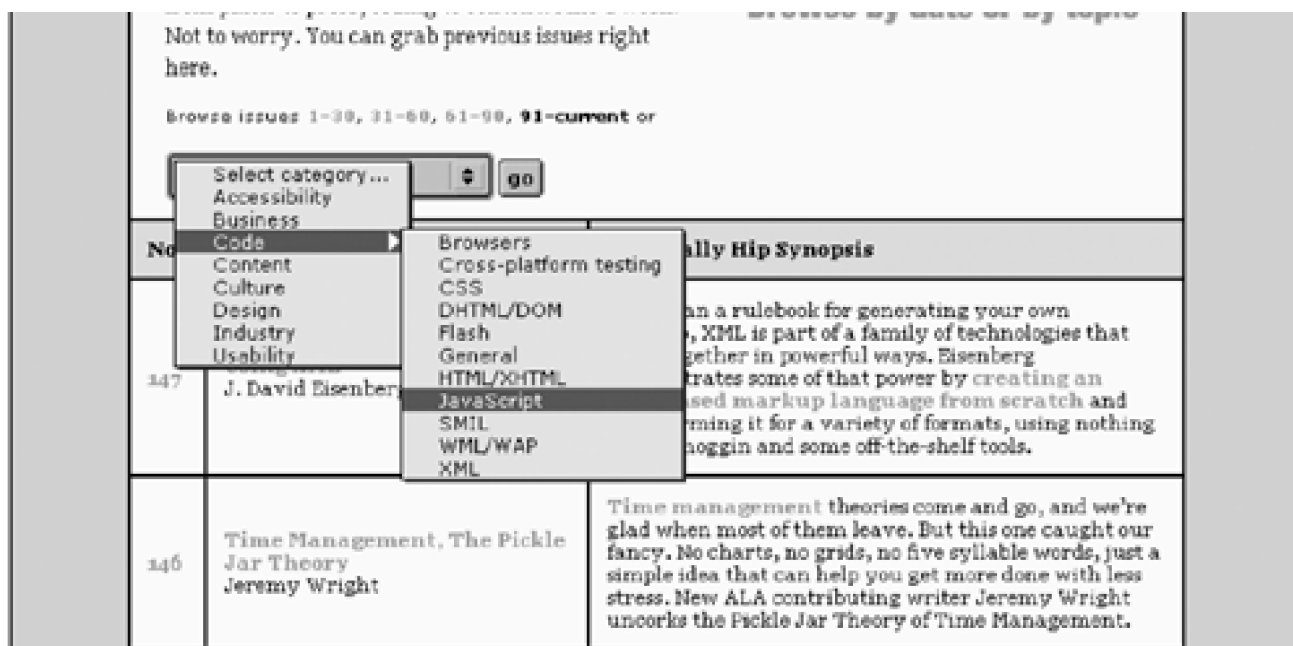 Browse by date or by topic
Not to worry. You can grab previous issues right
here.
Browse issues 1-30, 31-60, 61-90, 91-current or
go
Select category...
Accessibility
Business
Code
Content
Culture
Design
Industry
Usability
Browsers
Cross-platform testing
CSS
DHTML/DOM
Flash
General
HTML/XHTML
JavaScript
SMIL
WML/WAP
XML
No
ally Hip Synopsis
147
J. David Eisenberg
an a rulebook for generating your own
, XML is part of a family of technologies that
gether in powerful ways. Eisenberg
trates some of that power by creating an
ased markup language from scratch and
rming it for a variety of formats, using nothing
noggin and some off-the-shelf tools.
146
Time Management, The Pickle
Jar Theory
Jeremy Wright
Time management theories come and go, and we're
glad when most of them leave. But this one caught our
fancy. No charts, no grids, no five syllable words, just a
simple idea that can help you get more done with less
stress. New ALA contributing writer Jeremy Wright
uncorks the Pickle Jar Theory of Time Management.